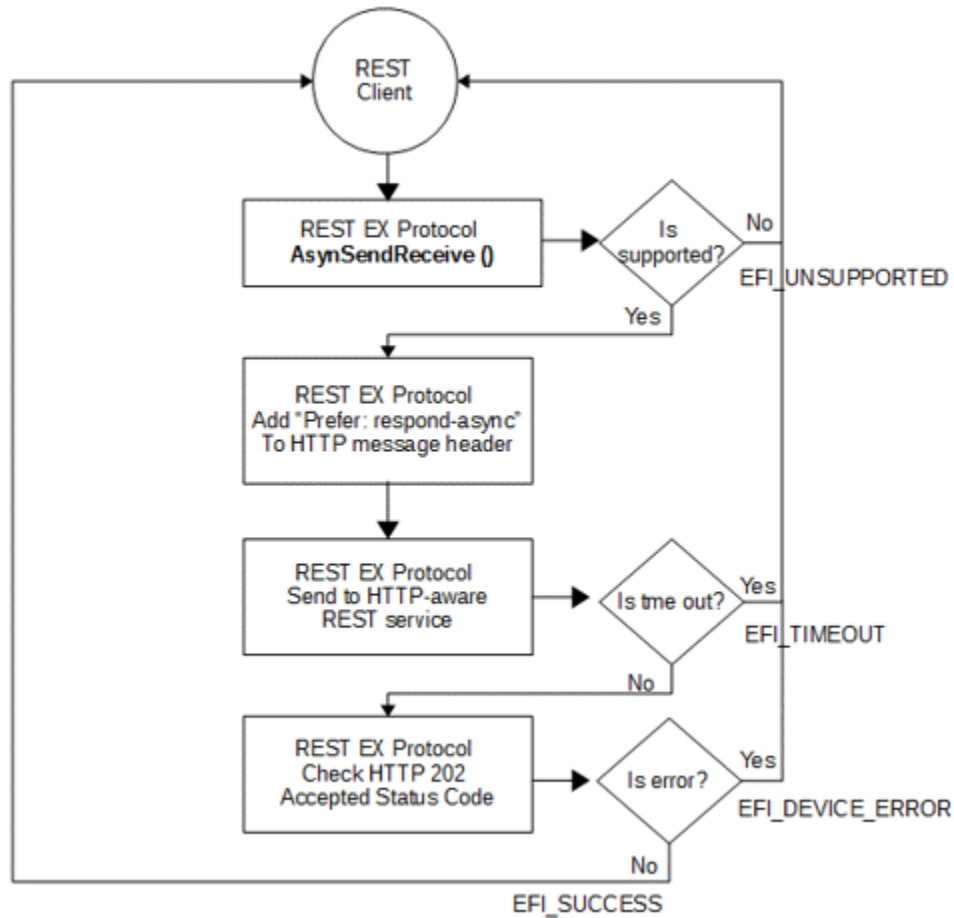 REST
Client
REST EX Protocol
AsynSendReceive ()
Is
supported?
No
EFI_UNSUPPORTED
Yes
REST EX Protocol
Add "Prefer: respond-async"
To HTTP message header
REST EX Protocol
Send to HTTP-aware
REST service
Is tme out?
Yes
EFI_TIMEOUT
No
REST EX Protocol
Check HTTP 202
Accepted Status Code
Is error?
Yes
EFI_DEVICE_ERROR
No
EFI_SUCCESS